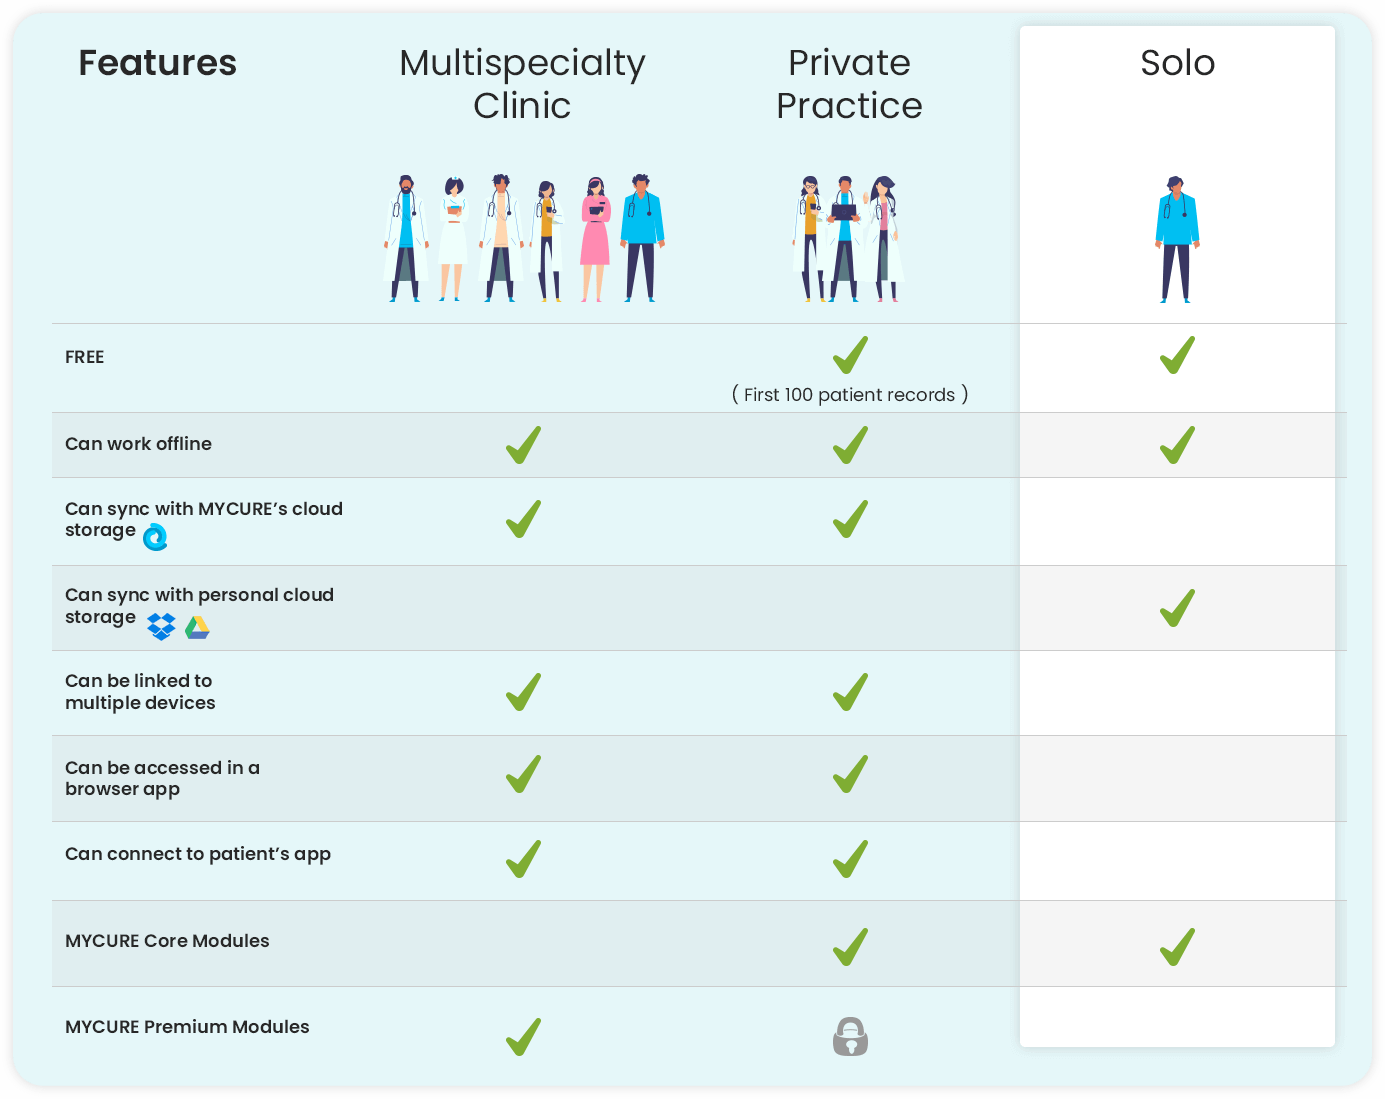 Features
Multispecialty
Clinic
Private
Practice
Solo
FREE
( First 100 patient records )
Can work offline
Can sync with MYCURE’s cloud
storage
Can sync with personal cloud
storage
Can be linked to
multiple devices
Can be accessed in a
browser app
Can connect to patient’s app
MYCURE Core Modules
MYCURE Premium Modules